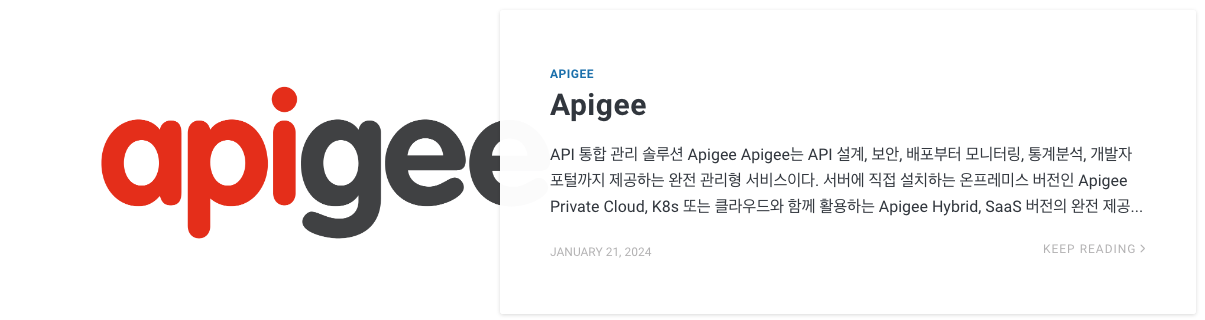 apigee
APIGEE
Apigee
API 통합 관리 솔루션 Apigee Apigee는 API 설계, 보안, 배포부터 모니터링, 통계분석, 개발자
포털까지 제공하는 완전 관리형 서비스이다. 서버에 직접 설치하는 온프레미스 버전인 Apigee
Private Cloud, K8s 또는 클라우드와 함께 활용하는 Apigee Hybrid, SaaS 버전의 완전 제공...
JANUARY 21, 2024
KEEP READING >